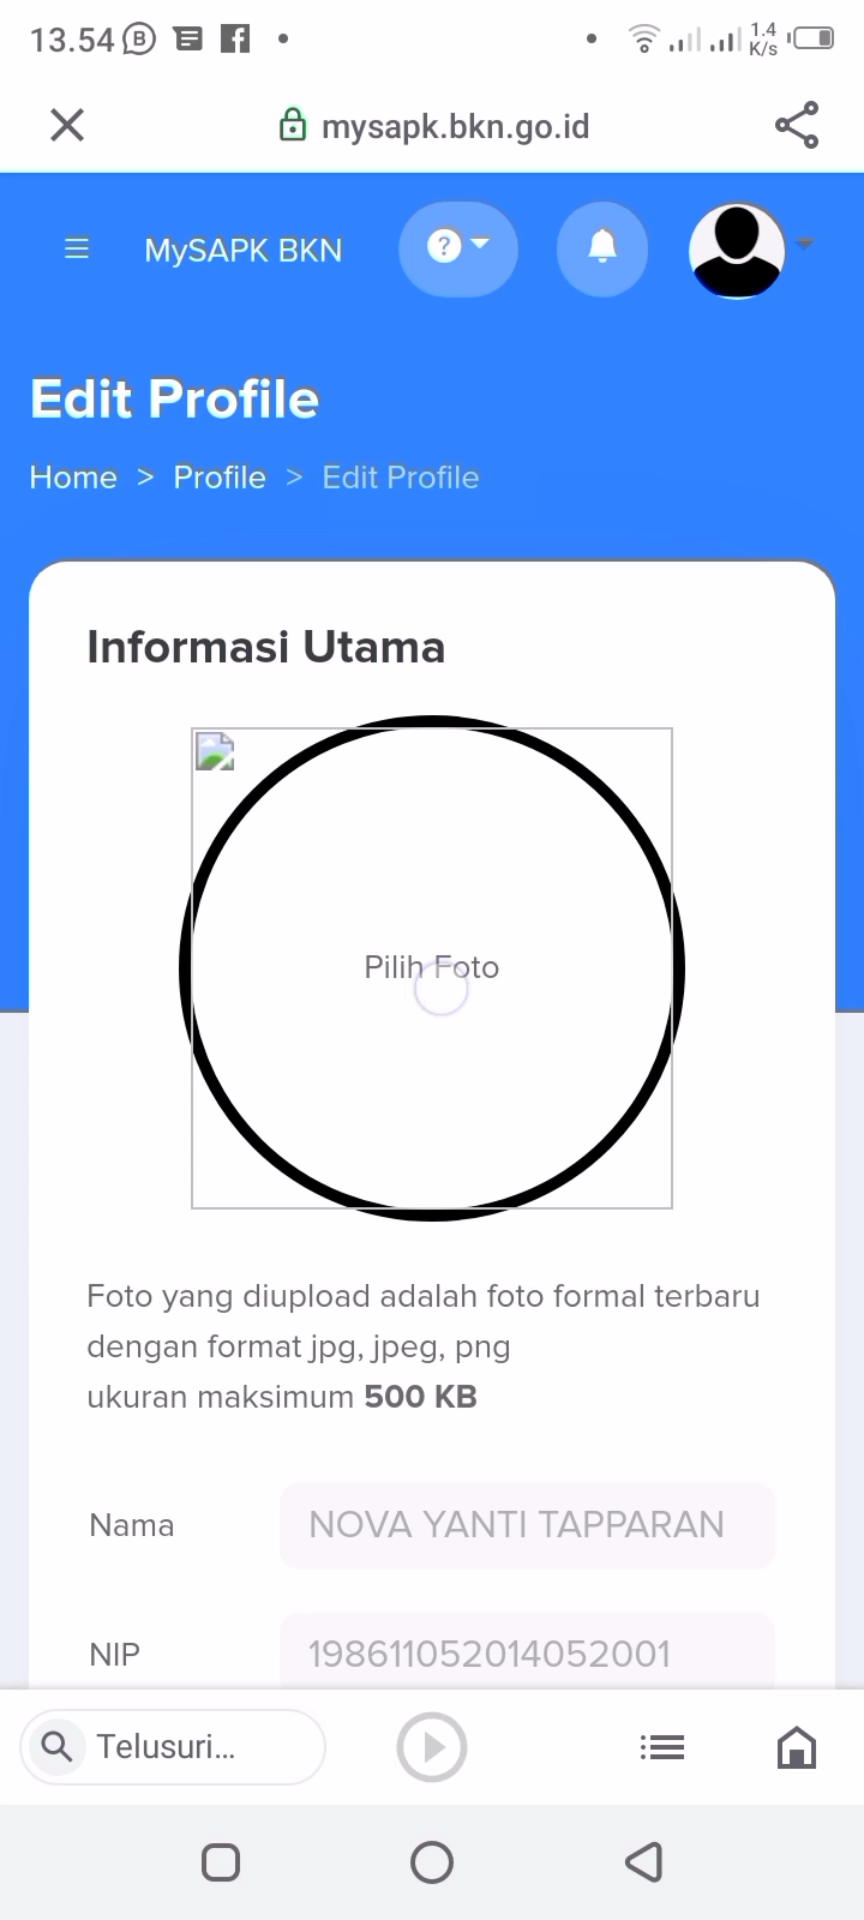 13.54
1.4
K/s
mysapk.bkn.go.id
MySAPK BKN
Edit Profile
Home > Profile > Edit Profile
Informasi Utama
Pilih Foto
Foto yang diupload adalah foto formal terbaru
dengan format jpg, jpeg, png
ukuran maksimum 500 KB
Nama NOVA YANTI TAPPARAN
NIP 198611052014052001
Telusuri...